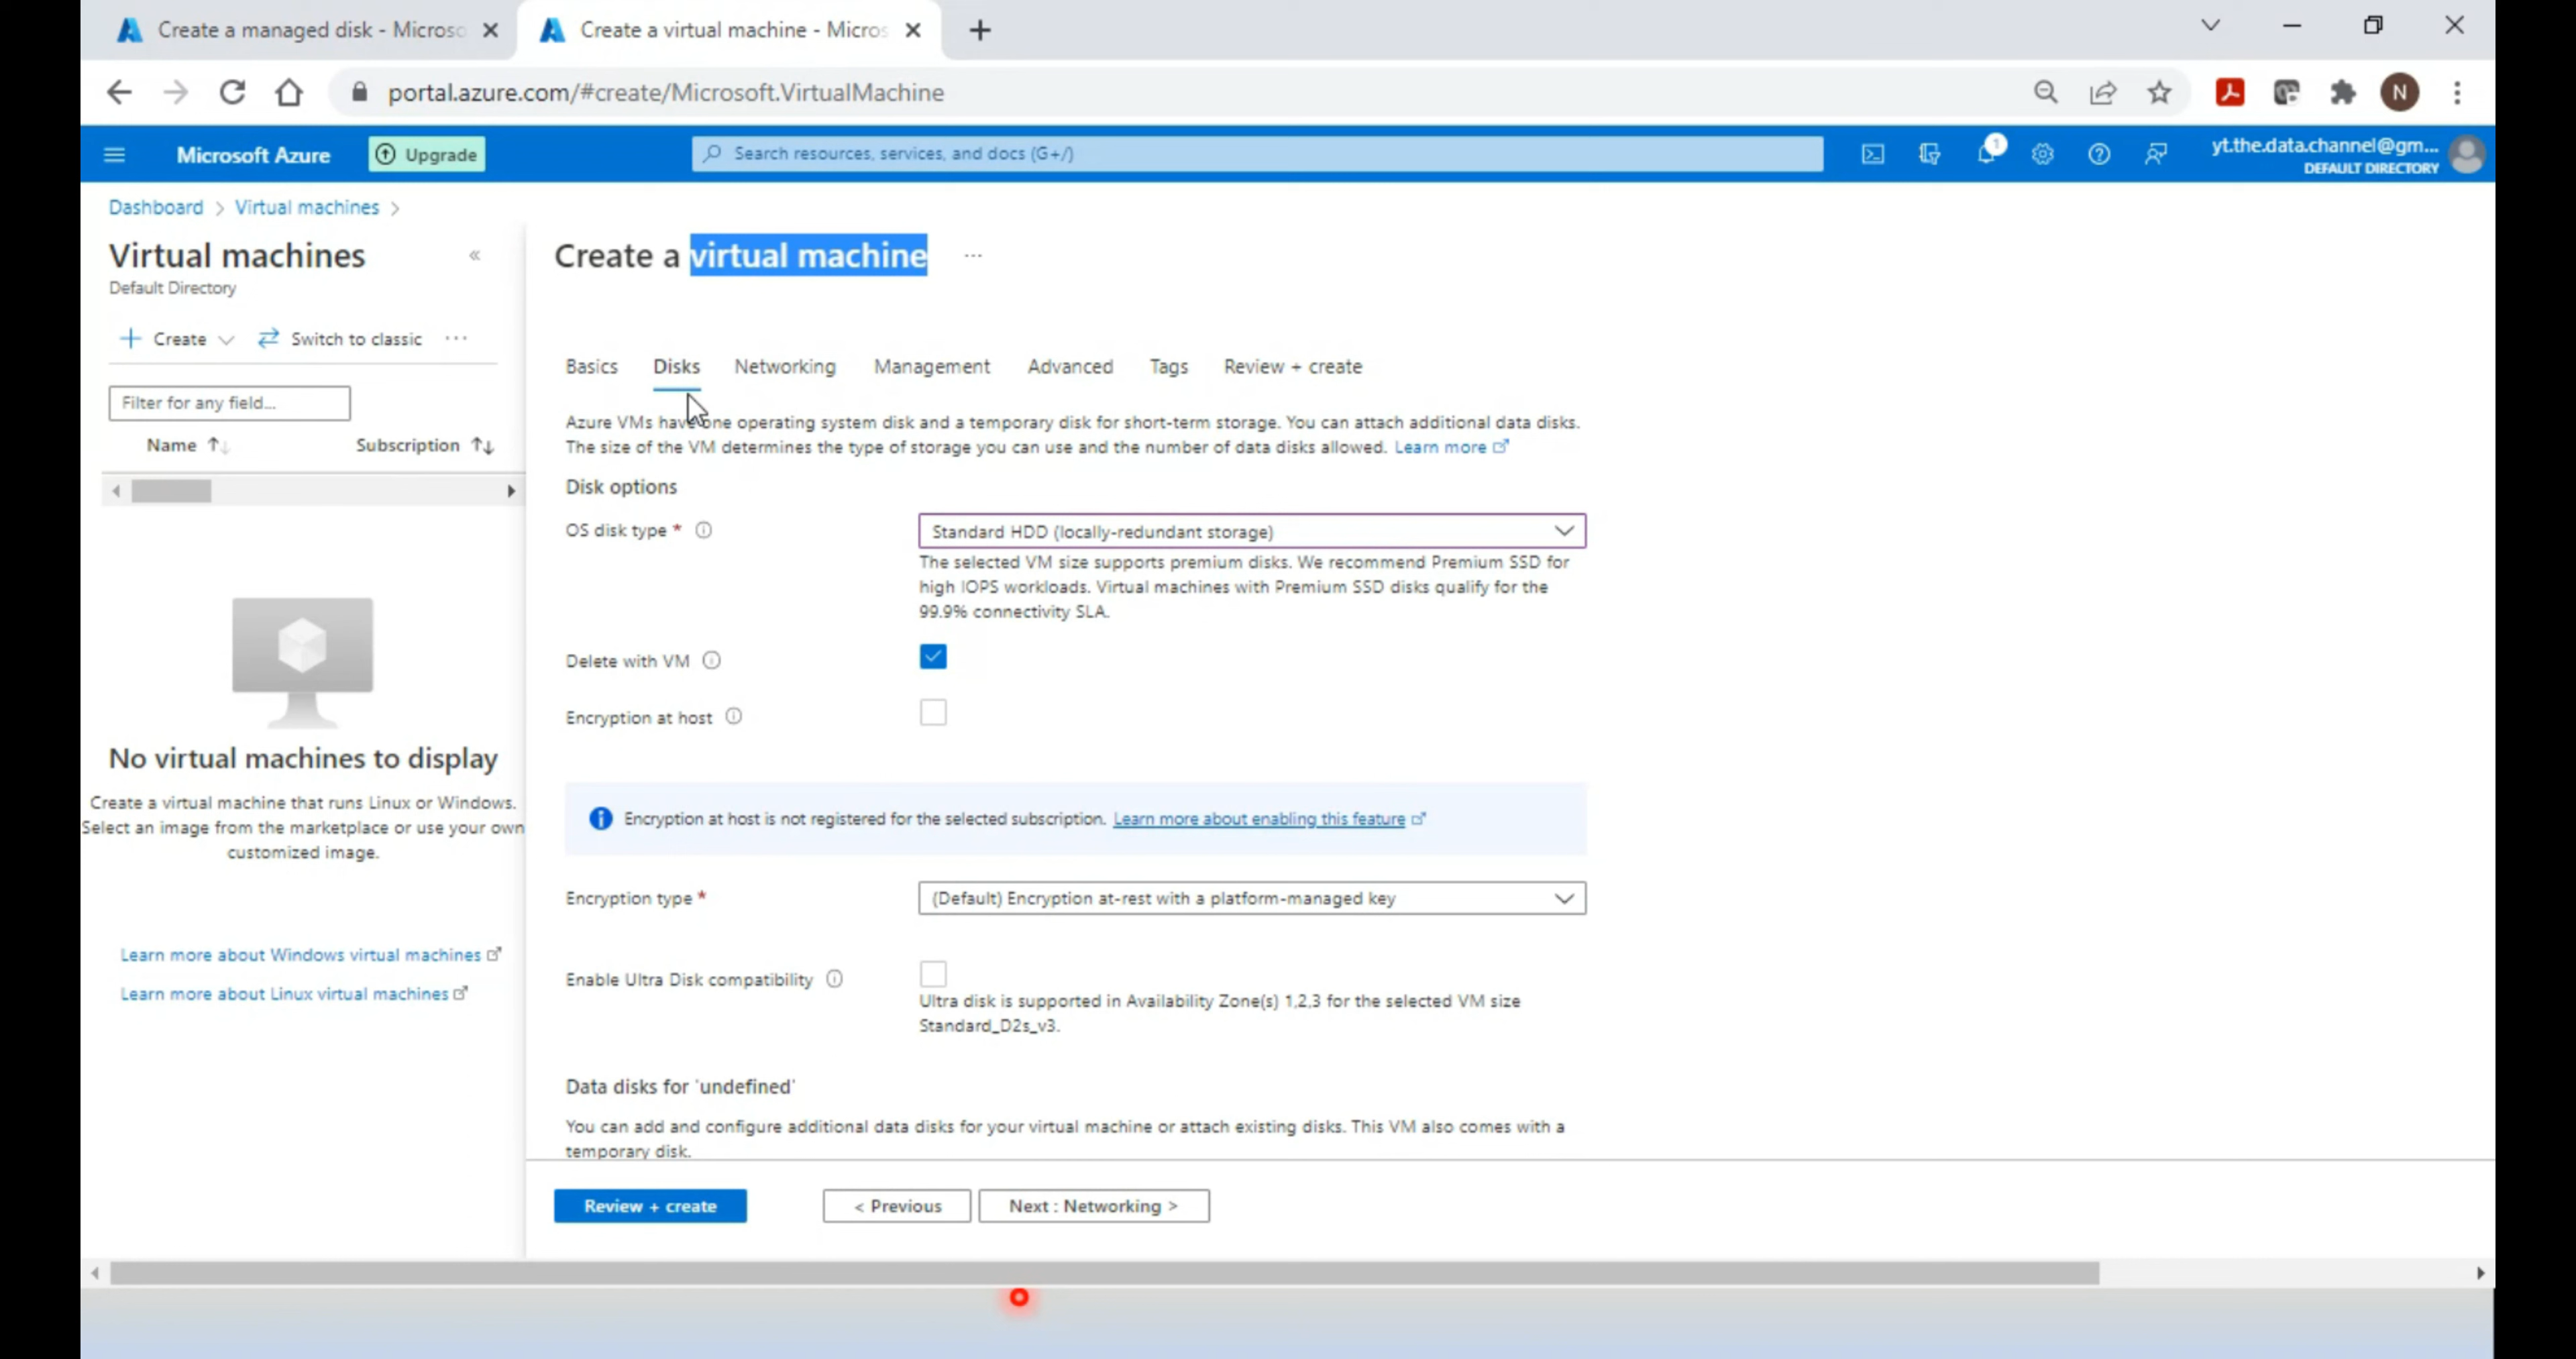 Create a managed disk - Microso
Create a virtual machine - Micros
portal.azure.com/#create/Microsoft.VirtualMachine
N
Microsoft Azure
Upgrade
Search resources, services, and docs (G+/)
1
yt.the.data.channel@gm...
DEFAULT DIRECTORY
Dashboard > Virtual machines >
Virtual machines
Default Directory
Create
Switch to classic
Filter for any field...
Name
Subscription
No virtual machines to display
Create a virtual machine that runs Linux or Windows.
Select an image from the marketplace or use your own
customized image.
Learn more about Windows virtual machines
Learn more about Linux virtual machines
Create a virtual machine
Basics
Disks
Networking
Management
Advanced
Tags
Review + create
Azure VMs have one operating system disk and a temporary disk for short-term storage. You can attach additional data disks.
The size of the VM determines the type of storage you can use and the number of data disks allowed. Learn more
Disk options
OS disk type *
Standard HDD (locally-redundant storage)
The selected VM size supports premium disks. We recommend Premium SSD for
high IOPS workloads. Virtual machines with Premium SSD disks qualify for the
99.9% connectivity SLA.
Delete with VM
Encryption at host
Encryption at host is not registered for the selected subscription. Learn more about enabling this feature
Encryption type *
(Default) Encryption at-rest with a platform-managed key
Enable Ultra Disk compatibility
Ultra disk is supported in Availability Zone(s) 1,2,3 for the selected VM size
Standard_D2s_v3.
Data disks for 'undefined'
You can add and configure additional data disks for your virtual machine or attach existing disks. This VM also comes with a
temporary disk.
Review + create
< Previous
Next : Networking >